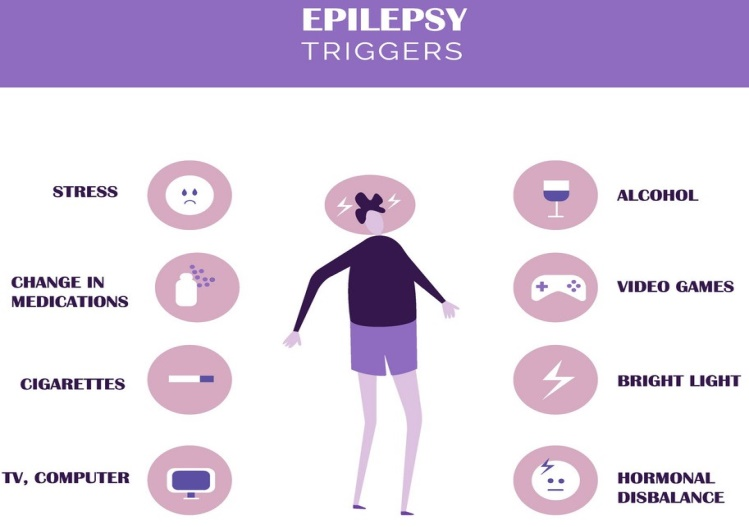 EPILEPSY
TRIGGERS
STRESS
CHANGE IN
MEDICATIONS
CIGARETTES
TV, COMPUTER
ALCOHOL
VIDEO GAMES
BRIGHT LIGHT
HORMONAL
DISBALANCE